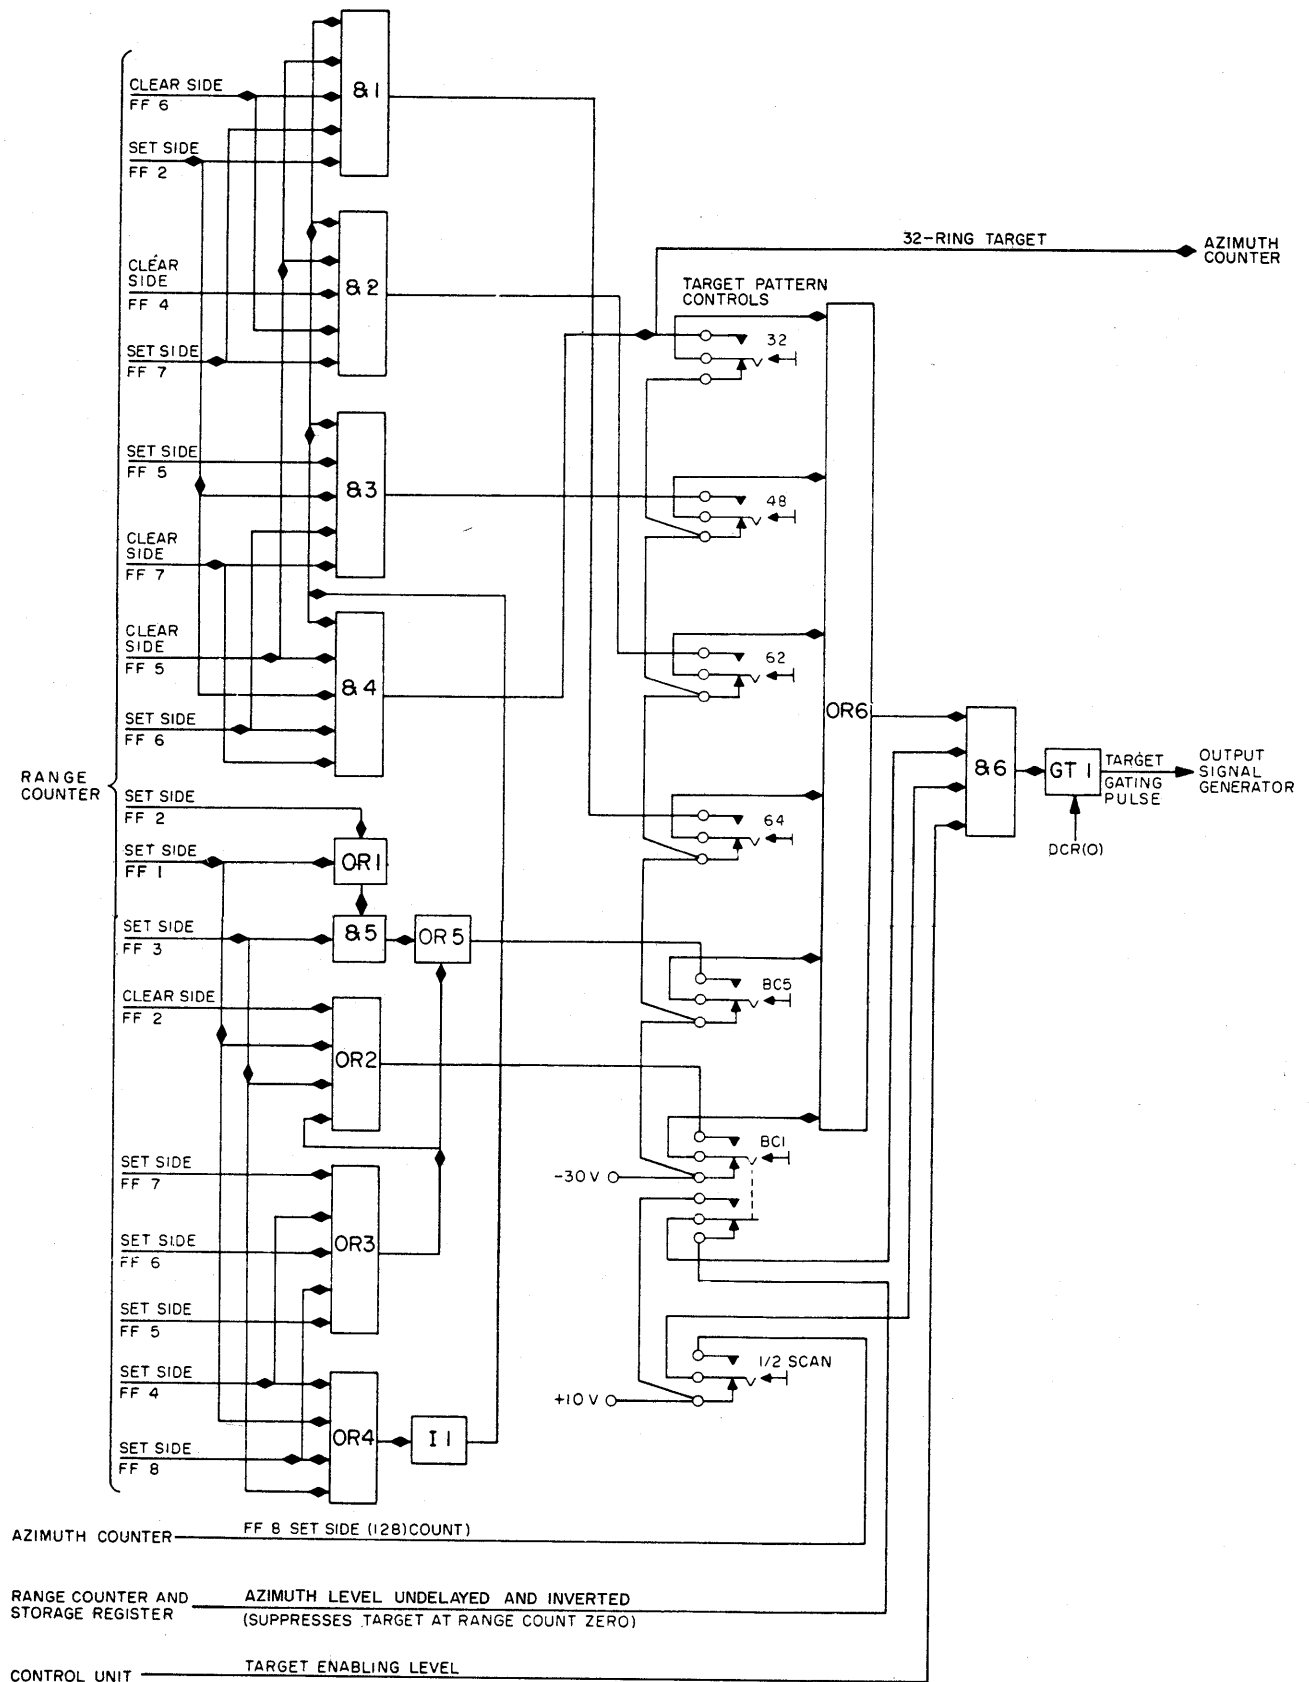 CLEAR SIDE
FF 6
SET SIDE
FF 2
CLEAR
SIDE
FF 4
SET SIDE
FF 7
SET SIDE
FF 5
CLEAR
SIDE
FF 7
CLEAR
SIDE
FF 5
SET SIDE
FF 6
RANGE
COUNTER
SET SIDE
FF 2
SET SIDE
FF 1
SET SIDE
FF 3
CLEAR SIDE
FF 2
SET SIDE
FF 7
SET SIDE
FF 6
SET SIDE
FF 5
SET SIDE
FF 4
SET SIDE
FF 8
&1
&2
&3
&4
OR1
&5
OR 5
OR2
OR3
OR4
I 1
32-RING TARGET
AZIMUTH
COUNTER
TARGET PATTERN
CONTROLS
32
48
62
64
BC5
BC1
-30 V
1/2 SCAN
+10 V
OR6
&6
GT 1
DCR(0)
TARGET
GATING
PULSE
OUTPUT
SIGNAL
GENERATOR
AZIMUTH COUNTER
FF 8 SET SIDE (128)COUNT)
RANGE COUNTER AND
STORAGE REGISTER
AZIMUTH LEVEL UNDELAYED AND INVERTED
(SUPPRESSES TARGET AT RANGE COUNT ZERO)
CONTROL UNIT
TARGET ENABLING LEVEL